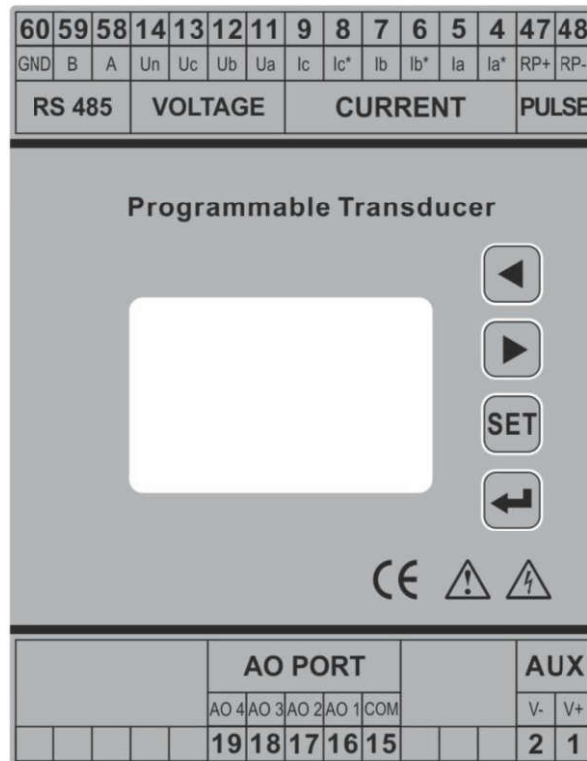 60 59 58 14 13 12 11 9 8 7 6 5 4 47 48
GND B A Un Uc Ub Ua Ic Ic* Ib Ib* Ia Ia* RP+ RP-
RS 485 VOLTAGE CURRENT PULSE
Programmable Transducer
SET
CE
AO PORT AUX
AO 4 AO 3 AO 2 AO 1 COM V- V+
19 18 17 16 15 2 1